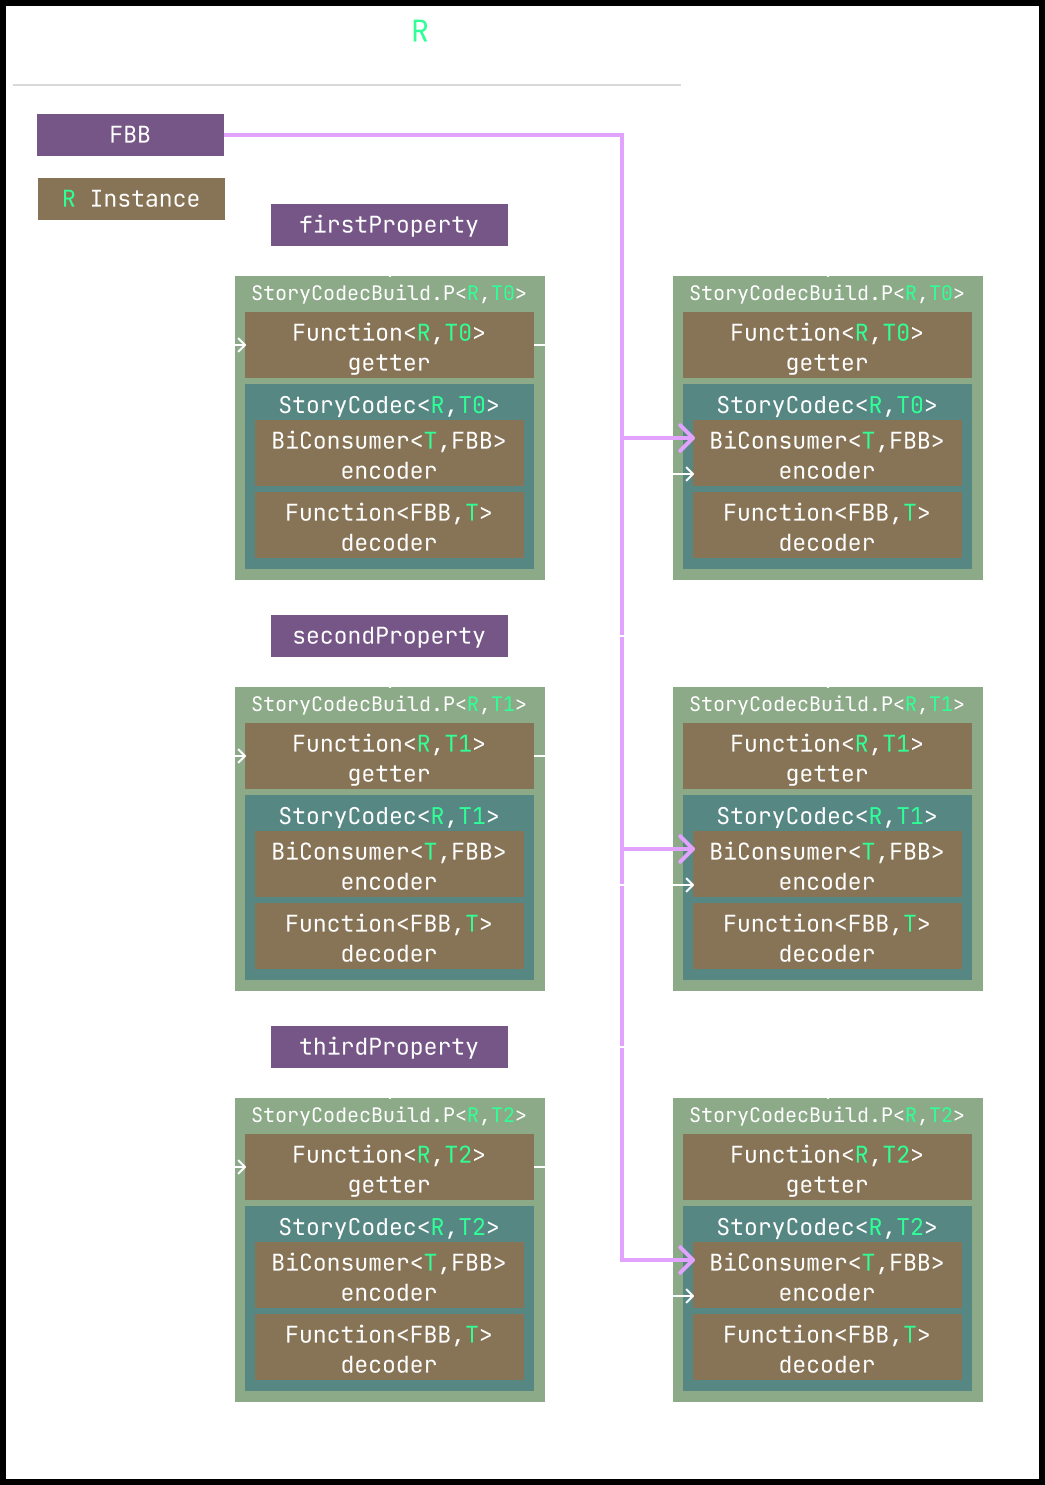 R
FBB
R Instance
firstProperty
StoryCodecBuild.P<R,T0>
Function<R,T0>
getter
StoryCodec<R,T0>
BiConsumer<T,FBB>
encoder
Function<FBB,T>
decoder
StoryCodecBuild.P<R,T0>
Function<R,T0>
getter
StoryCodec<R,T0>
BiConsumer<T,FBB>
encoder
Function<FBB,T>
decoder
secondProperty
StoryCodecBuild.P<R,T1>
Function<R,T1>
getter
StoryCodec<R,T1>
BiConsumer<T,FBB>
encoder
Function<FBB,T>
decoder
StoryCodecBuild.P<R,T1>
Function<R,T1>
getter
StoryCodec<R,T1>
BiConsumer<T,FBB>
encoder
Function<FBB,T>
decoder
thirdProperty
StoryCodecBuild.P<R,T2>
Function<R,T2>
getter
StoryCodec<R,T2>
BiConsumer<T,FBB>
encoder
Function<FBB,T>
decoder
StoryCodecBuild.P<R,T2>
Function<R,T2>
getter
StoryCodec<R,T2>
BiConsumer<T,FBB>
encoder
Function<FBB,T>
decoder